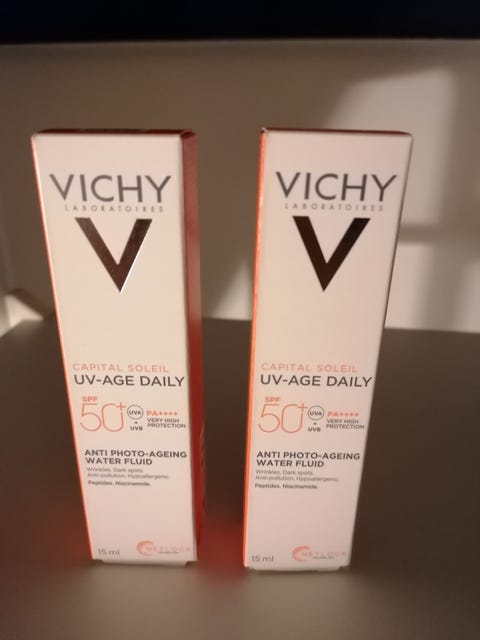 VICHY
LABORATOIRES
CAPITAL SOLEIL
UV-AGE DAILY
SPF
50+
UVA
+
UVB
PA++++
VERY HIGH
PROTECTION
ANTI PHOTO-AGEING
WATER FLUID
Wrinkles. Dark spots.
Anti-pollution. Hypoallergenic.
Peptides. Niacinamide.
15 ml
NETLOCK
VICHY
LABORATOIRES
CAPITAL SOLEIL
UV-AGE DAILY
SPF
50+
UVA
+
UVB
PA++++
VERY HIGH
PROTECTION
ANTI PHOTO-AGEING
WATER FLUID
Wrinkles. Dark spots.
Anti-pollution. Hypoallergenic.
Peptides. Niacinamide.
15 ml
NETLOCK